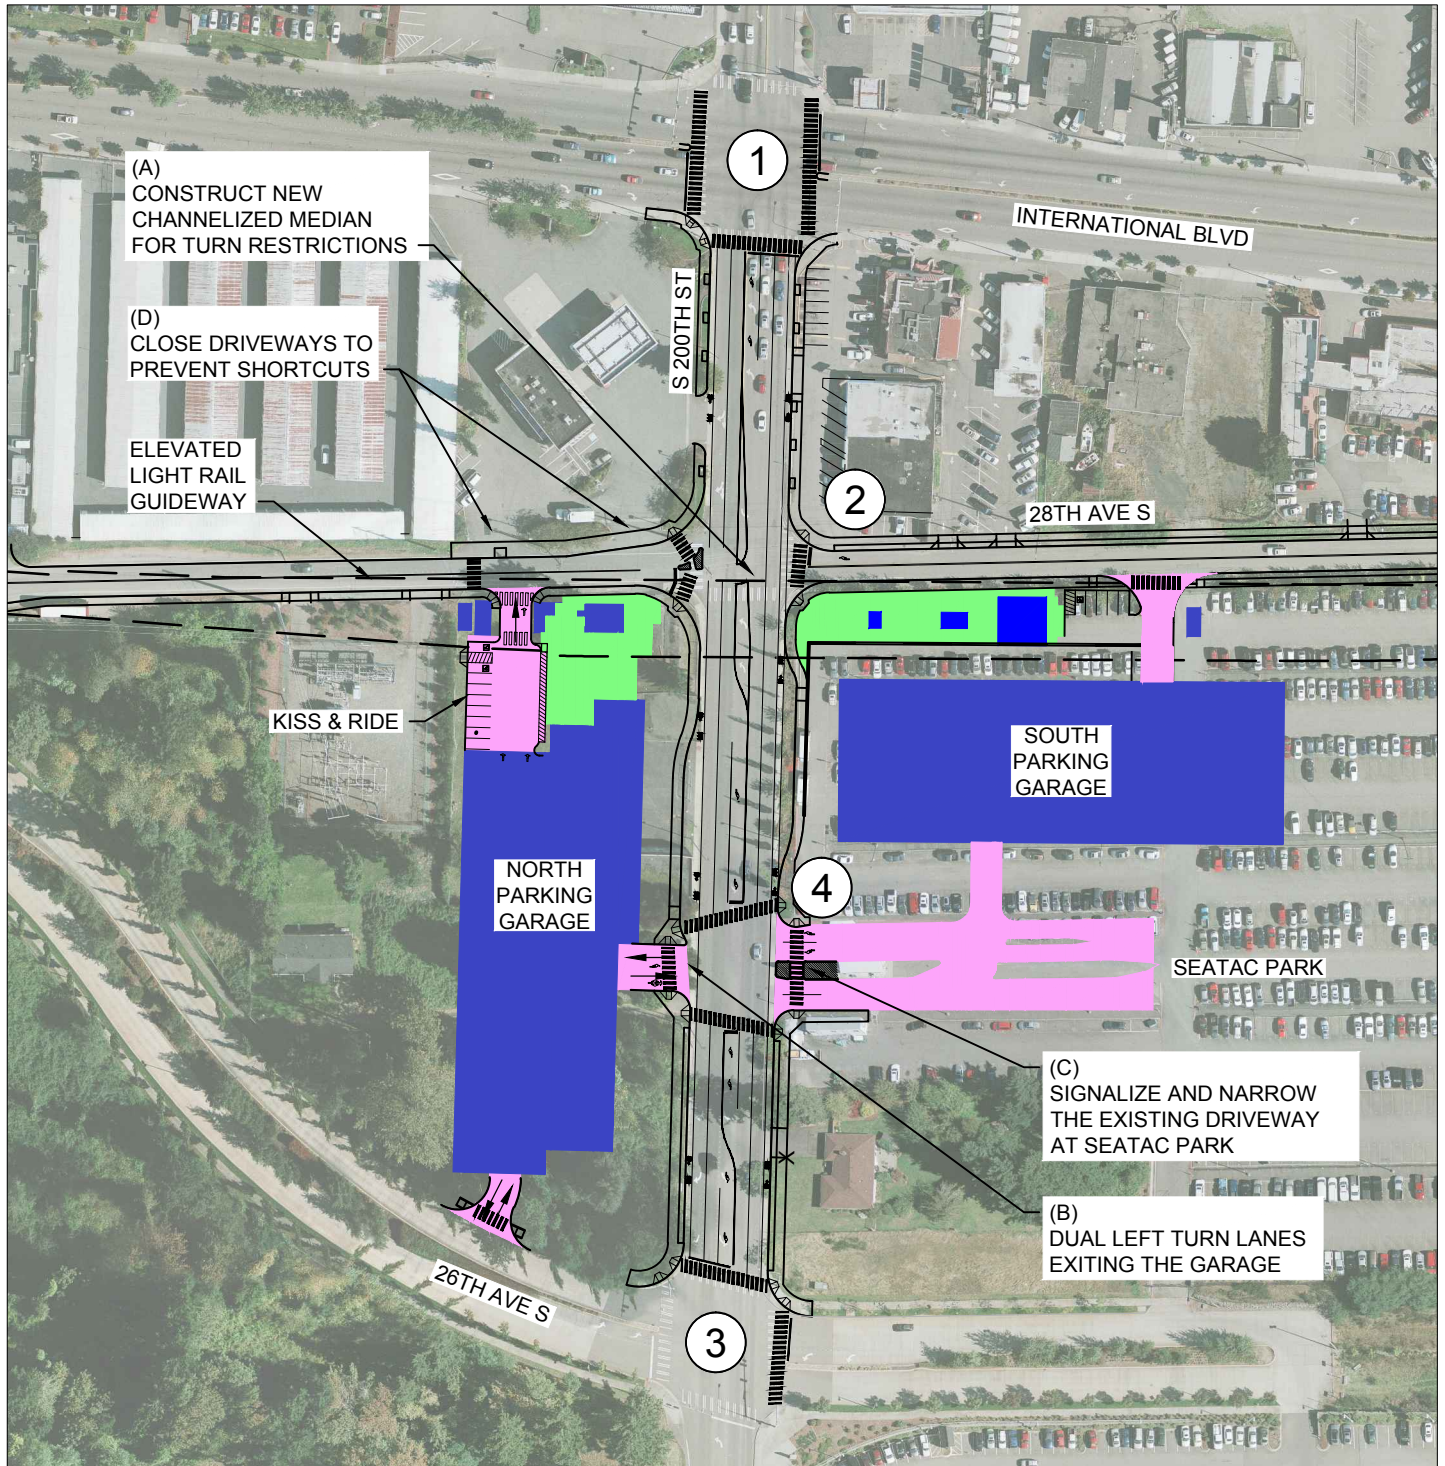 1
(A)
CONSTRUCT NEW
CHANNELIZED MEDIAN
FOR TURN RESTRICTIONS
INTERNATIONAL BLVD
S 200TH ST
(D)
CLOSE DRIVEWAYS TO
PREVENT SHORTCUTS
ELEVATED
LIGHT RAIL
GUIDEWAY
2
28TH AVE S
KISS & RIDE
SOUTH
PARKING
GARAGE
NORTH
PARKING
GARAGE
4
SEATAC PARK
(C)
SIGNALIZE AND NARROW
THE EXISTING DRIVEWAY
AT SEATAC PARK
(B)
DUAL LEFT TURN LANES
EXITING THE GARAGE
26TH AVE S
3